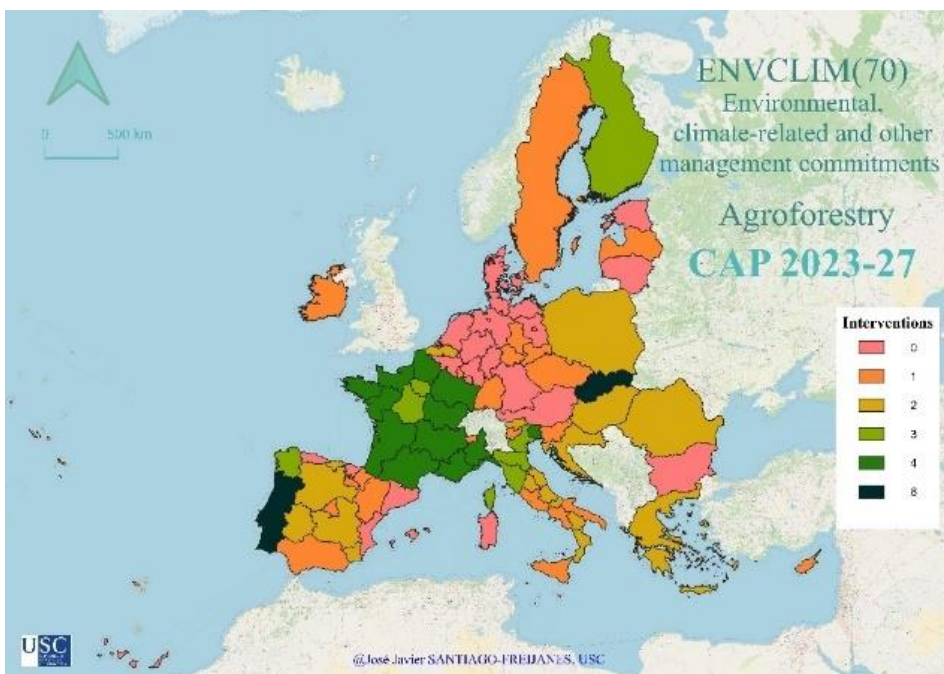 ENVCLIM(70)
Environmental,
climate-related and other
management commitments
Agroforestry
CAP 2023-27
0 500 km
Interventions
0
1
2
3
4
6
USC
@José Javier SANTIAGO-FREIJANES, USC